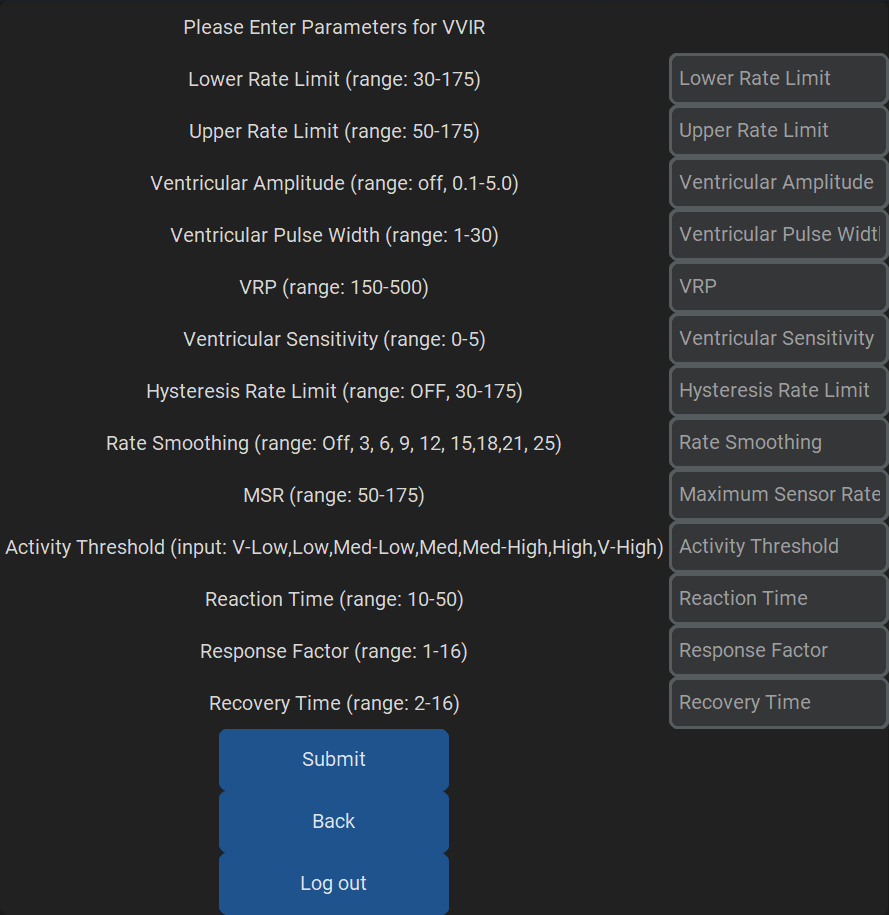 Please Enter Parameters for VVIR
Lower Rate Limit (range: 30-175) Lower Rate Limit
Upper Rate Limit (range: 50-175) Upper Rate Limit
Ventricular Amplitude (range: off, 0.1-5.0) Ventricular Amplitude
Ventricular Pulse Width (range: 1-30) Ventricular Pulse Widt
VRP (range: 150-500) VRP
Ventricular Sensitivity (range: 0-5) Ventricular Sensitivity
Hysteresis Rate Limit (range: OFF, 30-175) Hysteresis Rate Limit
Rate Smoothing (range: Off, 3, 6, 9, 12, 15,18,21, 25) Rate Smoothing
MSR (range: 50-175) Maximum Sensor Rate
Activity Threshold (input: V-Low,Low,Med-Low,Med,Med-High,High,V-High) Activity Threshold
Reaction Time (range: 10-50) Reaction Time
Response Factor (range: 1-16) Response Factor
Recovery Time (range: 2-16) Recovery Time
Submit
Back
Log out